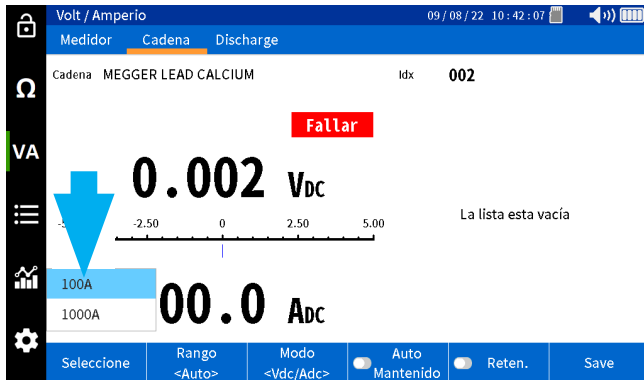 Volt / Amperio 09 / 08 / 22 10 : 42 : 07
Medidor Cadena Discharge
Cadena MEGGER LEAD CALCIUM Idx 002
Ω
Fallar
VA
0.002 VDC
-2.50 0 2.50 5.00
La lista esta vacía
100A
1000A
00.0 ADC
Seleccione
Rango
<Auto>
Modo
<Vdc/Adc>
Auto
Mantenido
Reten.
Save